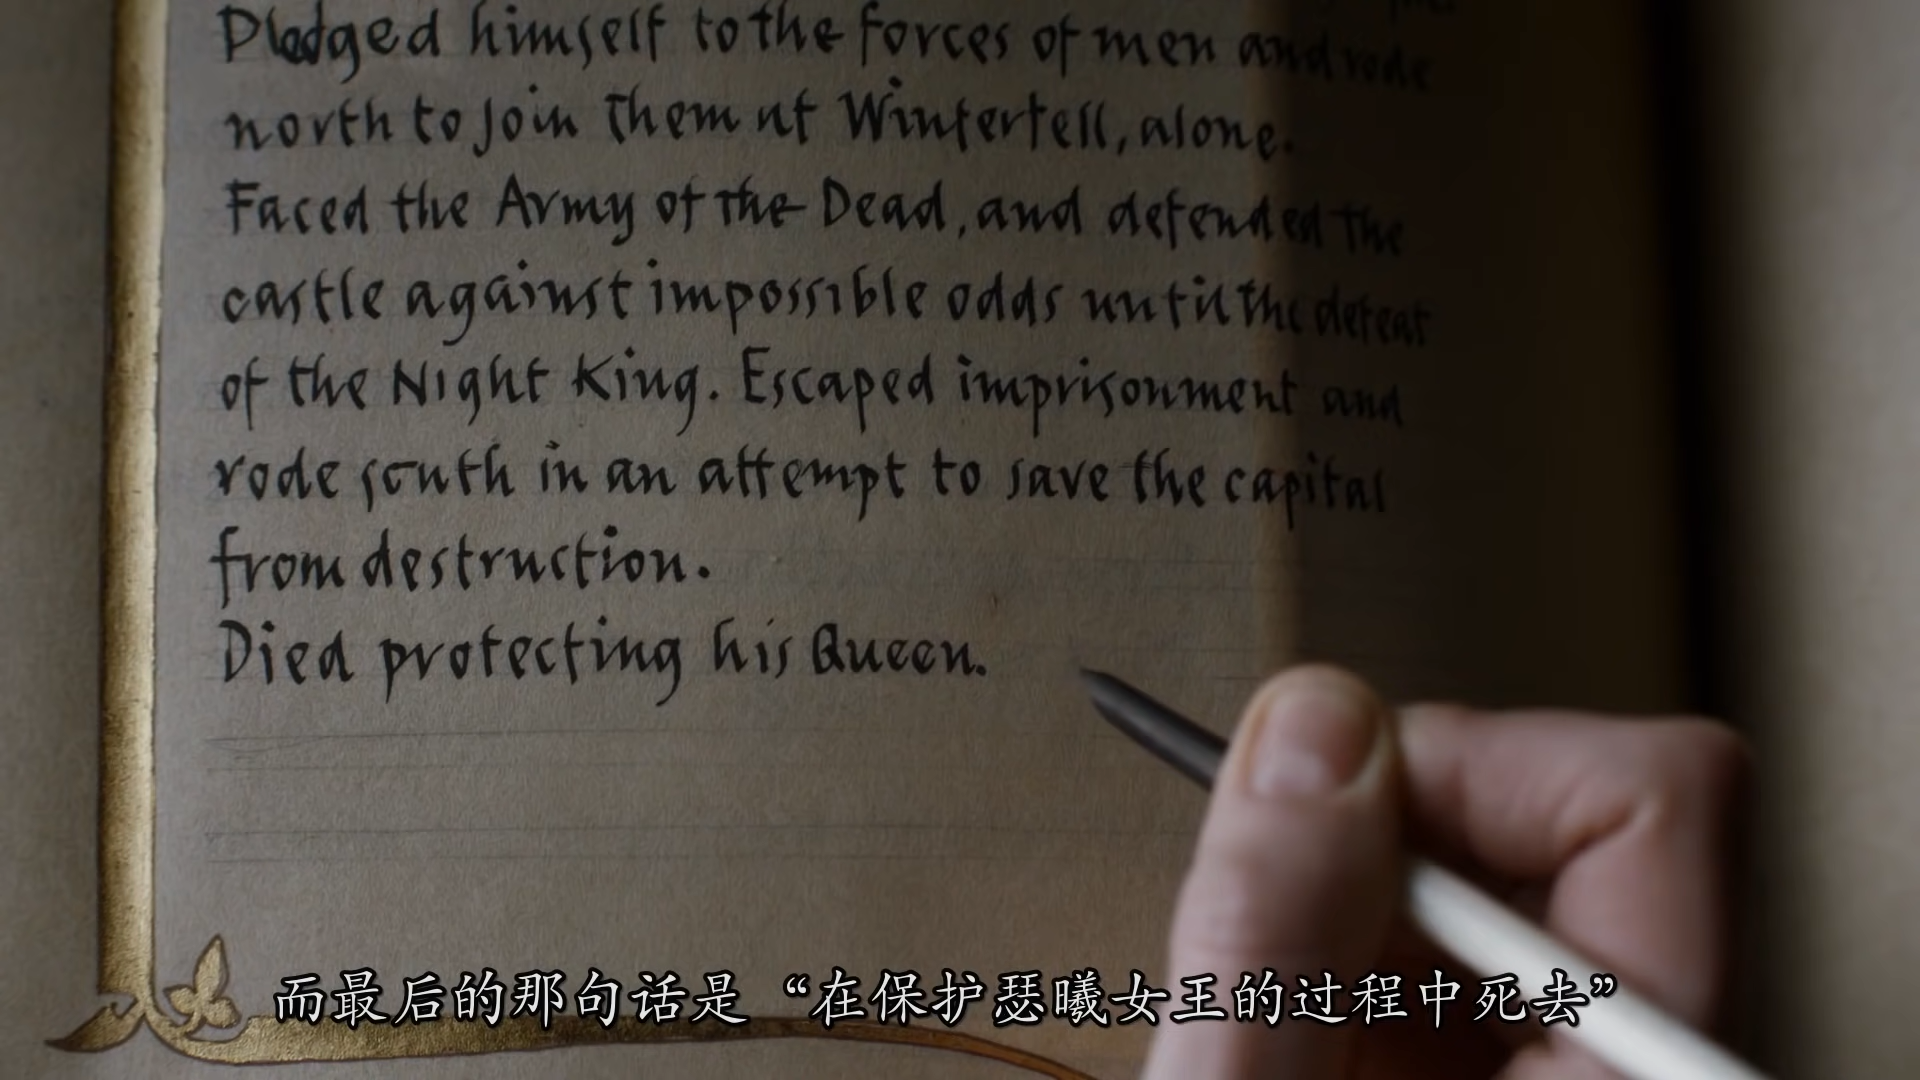 Pledged himself to the forces of men and rode
north to join them at Winterfell, alone.
Faced the Army of the Dead, and defended the
castle against impossible odds until the defeat
of the Night King. Escaped imprisonment and
rode south in an attempt to save the capital
from destruction.
Died protecting his Queen.
而最后的那句话是 “在保护瑟曦女王的过程中死去”